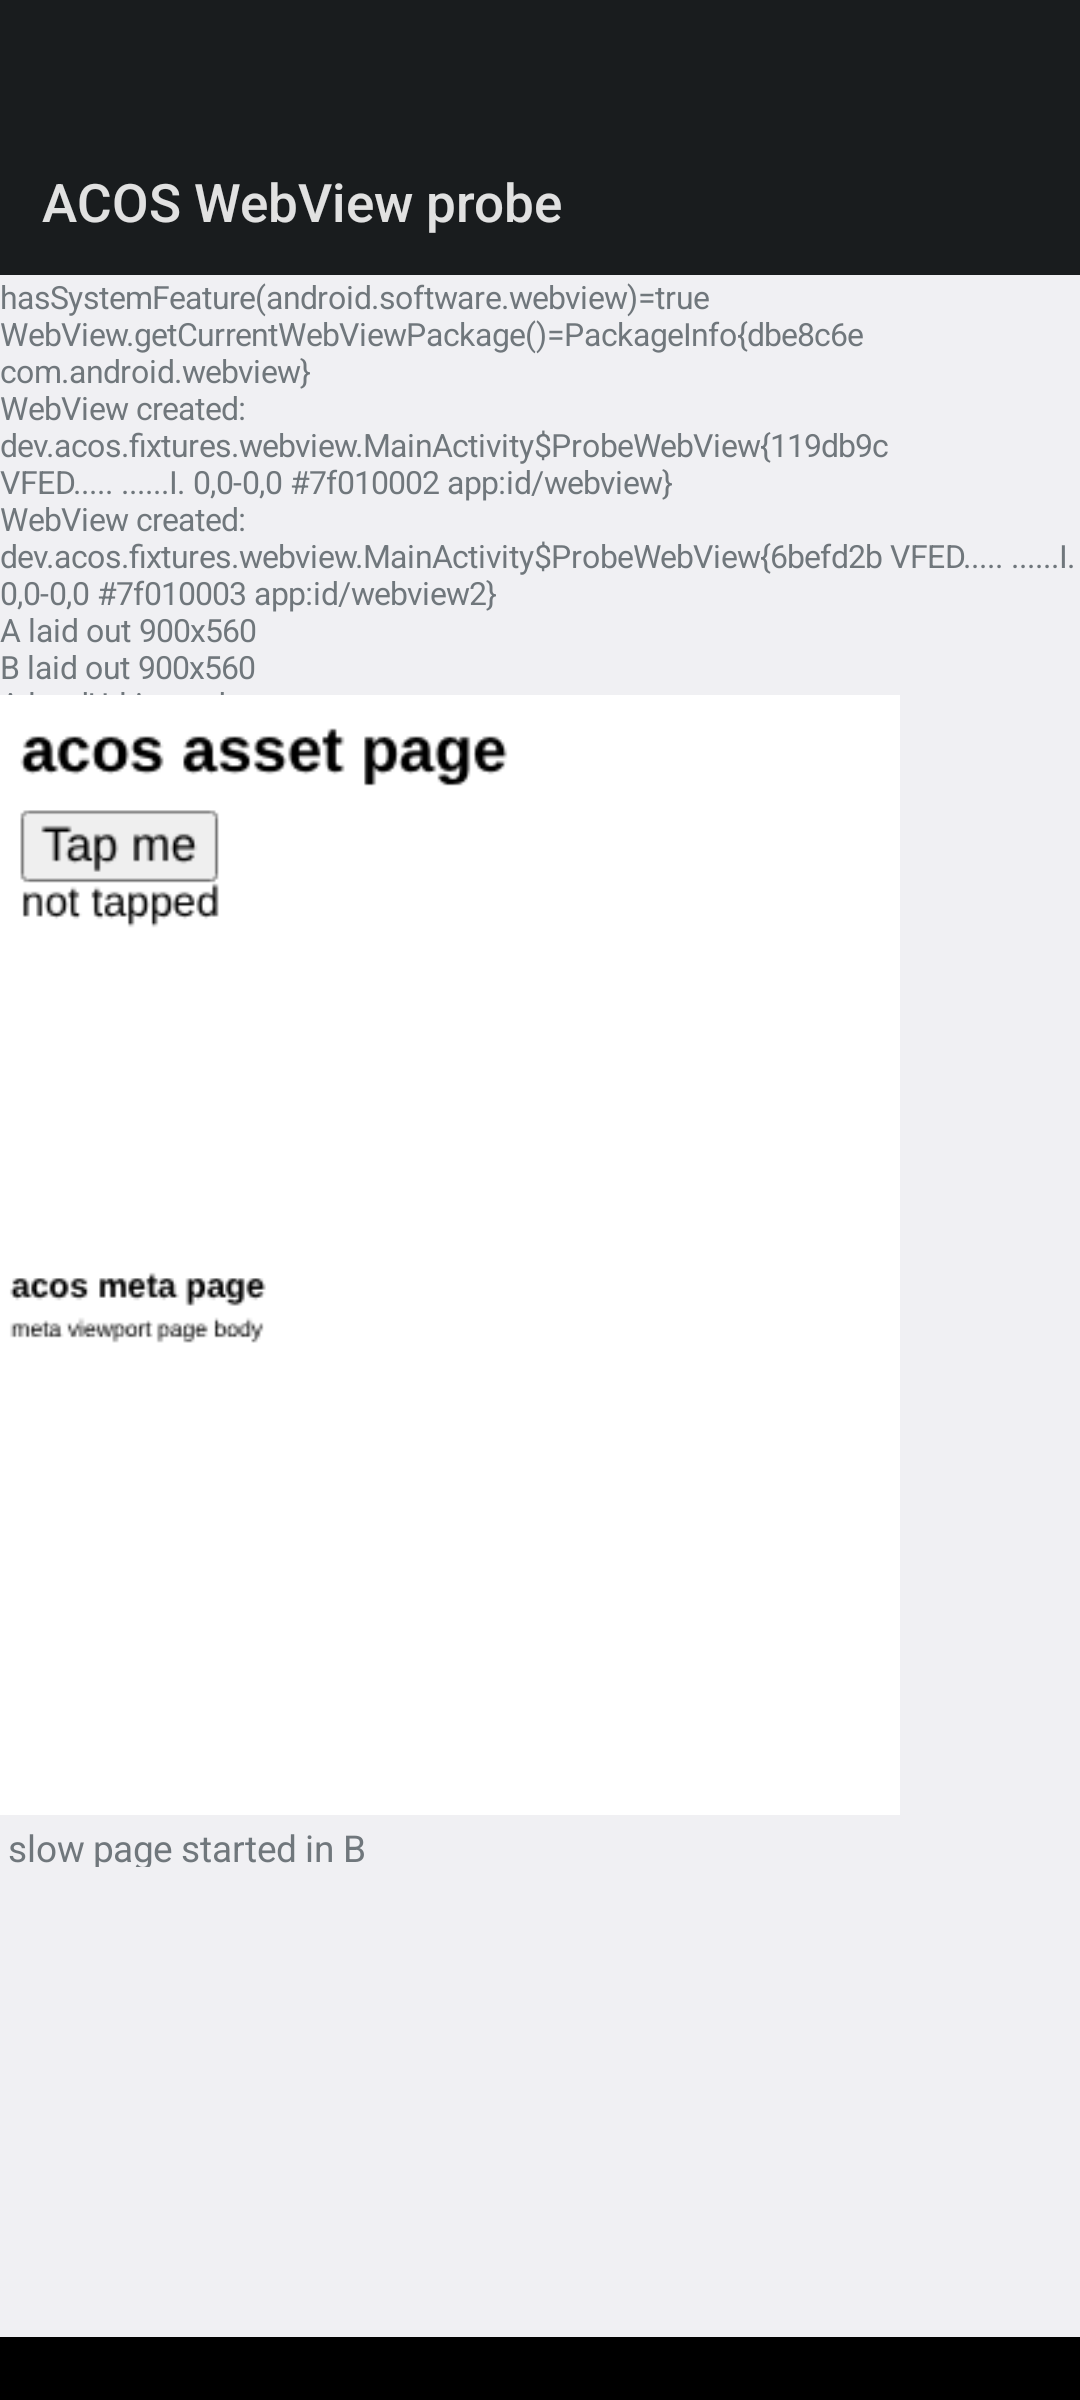 ACOS WebView probe
hasSystemFeature(android.software.webview)=true
WebView.getCurrentWebViewPackage()=PackageInfo{dbe8c6e
com.android.webview}
WebView created:
dev.acos.fixtures.webview.MainActivity$ProbeWebView{119db9c
VFED..... ......I. 0,0-0,0 #7f010002 app:id/webview}
WebView created:
dev.acos.fixtures.webview.MainActivity$ProbeWebView{6befd2b VFED..... ......I.
0,0-0,0 #7f010003 app:id/webview2}
A laid out 900x560
B laid out 900x560
acos asset page
Tap me
not tapped
acos meta page
meta viewport page body
slow page started in B